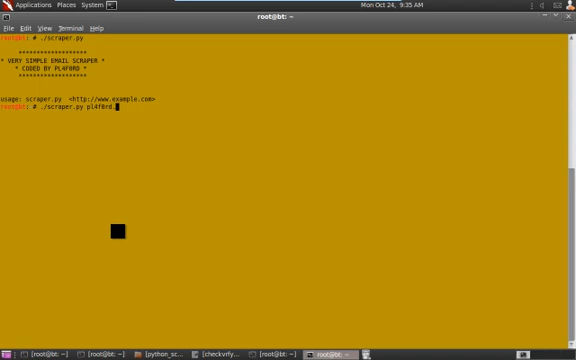 Applications Places System
Mon Oct 24, 9:35 AM
root@bt: ~
File Edit View Terminal Help
root@bt: # ./scraper.py
******************
* VERY SIMPLE EMAIL SCRAPER *
* CODED BY PL4F0RD *
******************
usage: scraper.py <http://www.example.com>
root@bt: # ./scraper.py pl4f0rd.
[root@bt: ~] [root@bt: ~] [python_sc... [checkvrfy... [root@bt: ~] root@bt: ~